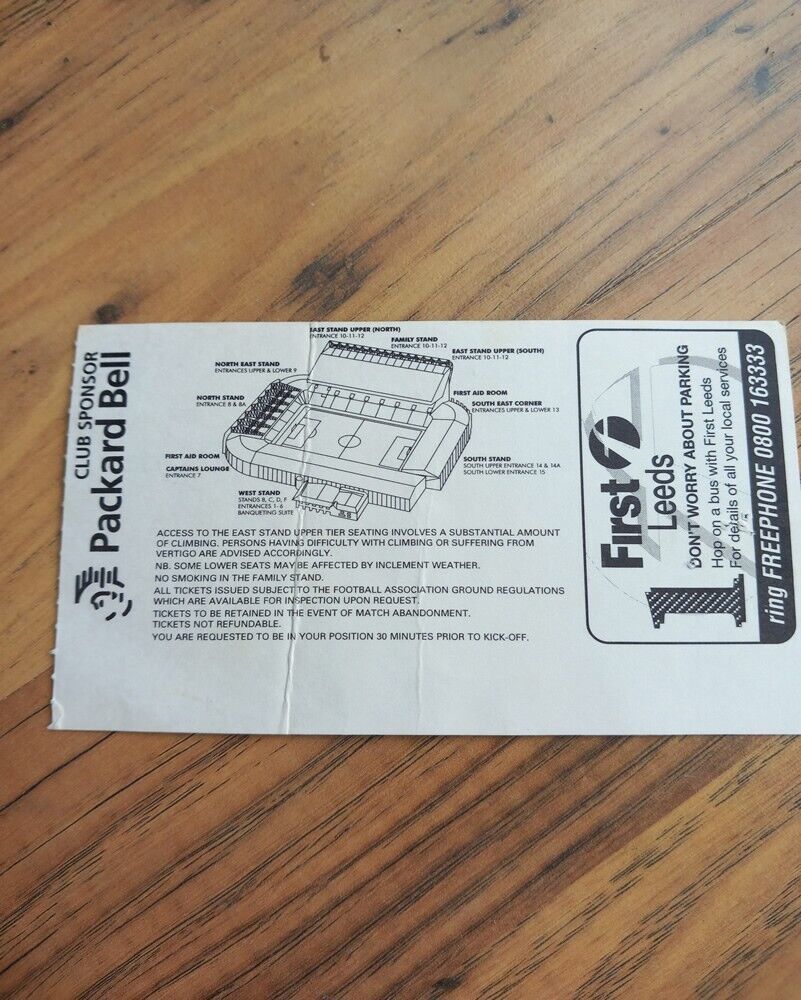 CLUB SPONSOR
Packard Bell
EAST STAND UPPER (NORTH)
ENTRANCE 10-11-12
FAMILY STAND
ENTRANCE 10-11-12
EAST STAND UPPER (SOUTH)
ENTRANCE 10-11-12
NORTH EAST STAND
ENTRANCES UPPER & LOWER 9
NORTH STAND
ENTRANCE 8 & 8A
FIRST AID ROOM
SOUTH EAST CORNER
ENTRANCES UPPER & LOWER 13
FIRST AID ROOM
CAPTAINS LOUNGE
ENTRANCE 7
SOUTH STAND
SOUTH UPPER ENTRANCE 14 & 14A
SOUTH LOWER ENTRANCE 15
WEST STAND
STANDS B, C, D, F
ENTRANCES 1-6
BANQUETING SUITE
ACCESS TO THE EAST STAND UPPER TIER SEATING INVOLVES A SUBSTANTIAL AMOUNT
OF CLIMBING. PERSONS HAVING DIFFICULTY WITH CLIMBING OR SUFFERING FROM
VERTIGO ARE ADVISED ACCORDINGLY.
NB. SOME LOWER SEATS MAY BE AFFECTED BY INCLEMENT WEATHER.
NO SMOKING IN THE FAMILY STAND.
ALL TICKETS ISSUED SUBJECT TO THE FOOTBALL ASSOCIATION GROUND REGULATIONS
WHICH ARE AVAILABLE FOR INSPECTION UPON REQUEST.
TICKETS TO BE RETAINED IN THE EVENT OF MATCH ABANDONMENT.
TICKETS NOT REFUNDABLE.
YOU ARE REQUESTED TO BE IN YOUR POSITION 30 MINUTES PRIOR TO KICK-OFF.
First
Leeds
1
DON'T WORRY ABOUT PARKING
Hop on a bus with First Leeds
For details of all your local services
ring FREEPHONE 0800 163333